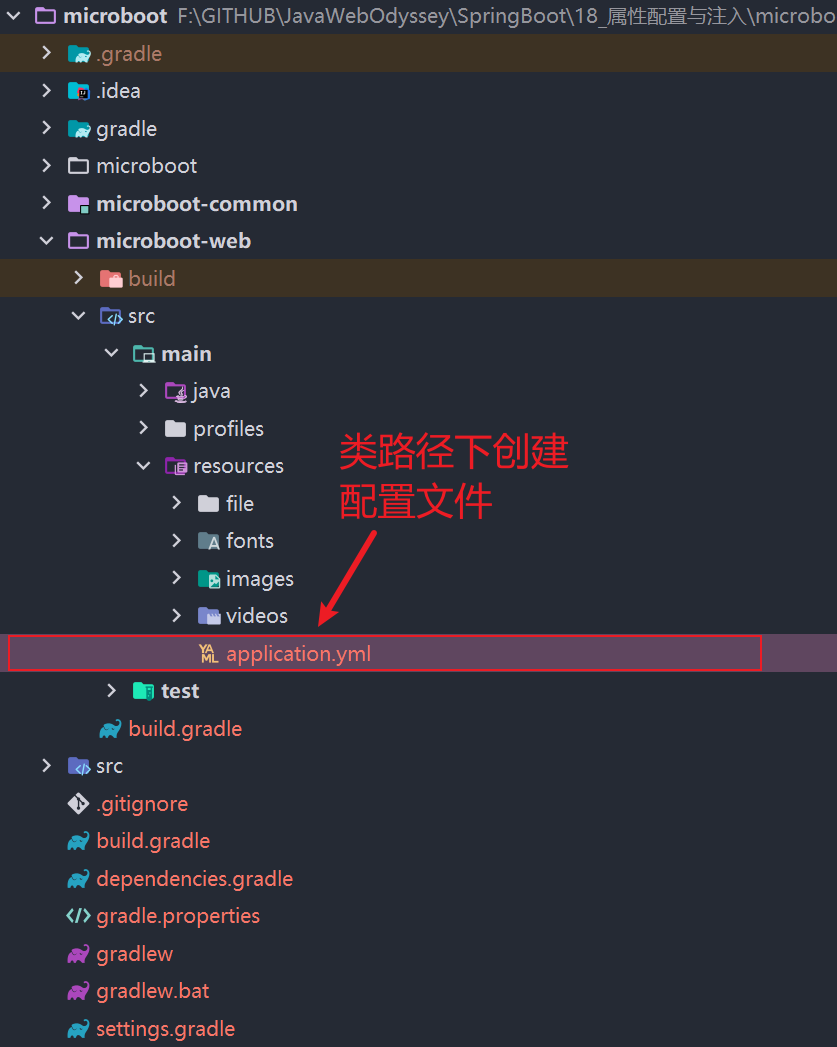 microboot F:\GITHUB\JavaWebOdyssey\SpringBoot\18_属性配置与注入\microbo
.gradle
.idea
gradle
microboot
microboot-common
microboot-web
build
src
main
java
profiles
resources
类路径下创建
配置文件
file
fonts
images
videos
application.yml
test
build.gradle
src
.gitignore
build.gradle
dependencies.gradle
gradle.properties
gradlew
gradlew.bat
settings.gradle